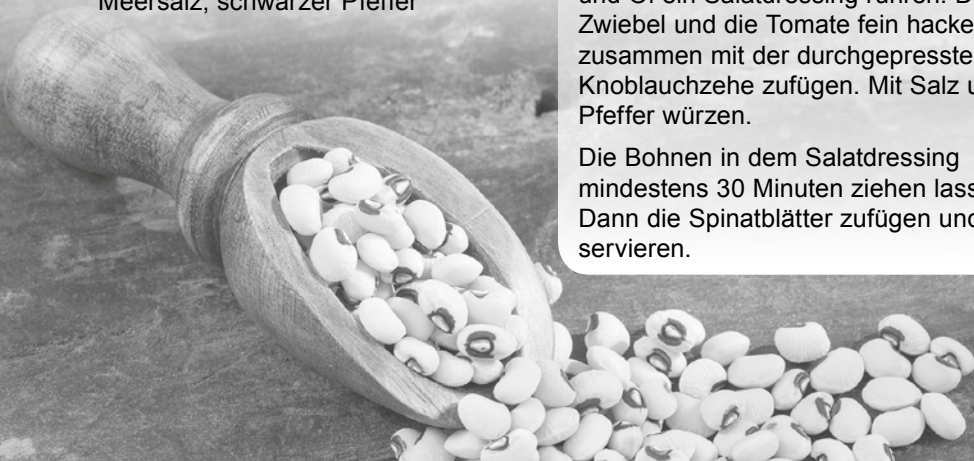 Meersalz, schwarzer Pfeffer
und Öl ein Salatdressing rühren.
Zwiebel und die Tomate fein
zusammen mit der
Knoblauchzehe zufügen. Mit Salz
Pfeffer würzen.
Die Bohnen in dem Salatdressing
mindestens 30 Minuten ziehen
Dann die Spinatblätter zufügen
servieren.